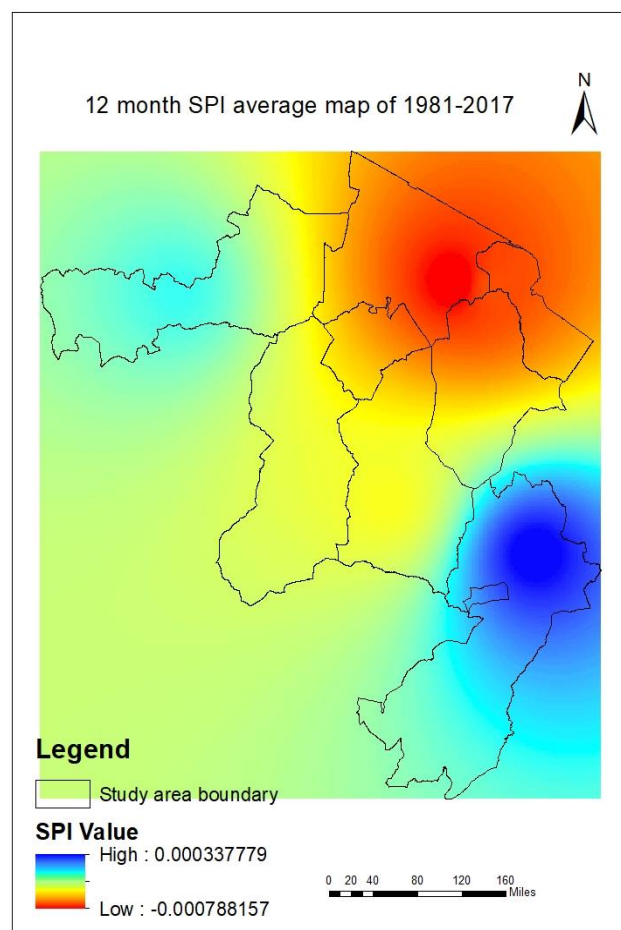 N
12 month SPI average map of 1981-2017
Legend
Study area boundary
SPI Value
High : 0.000337779
Low : -0.000788157
0 20 40 80 120 160
Miles